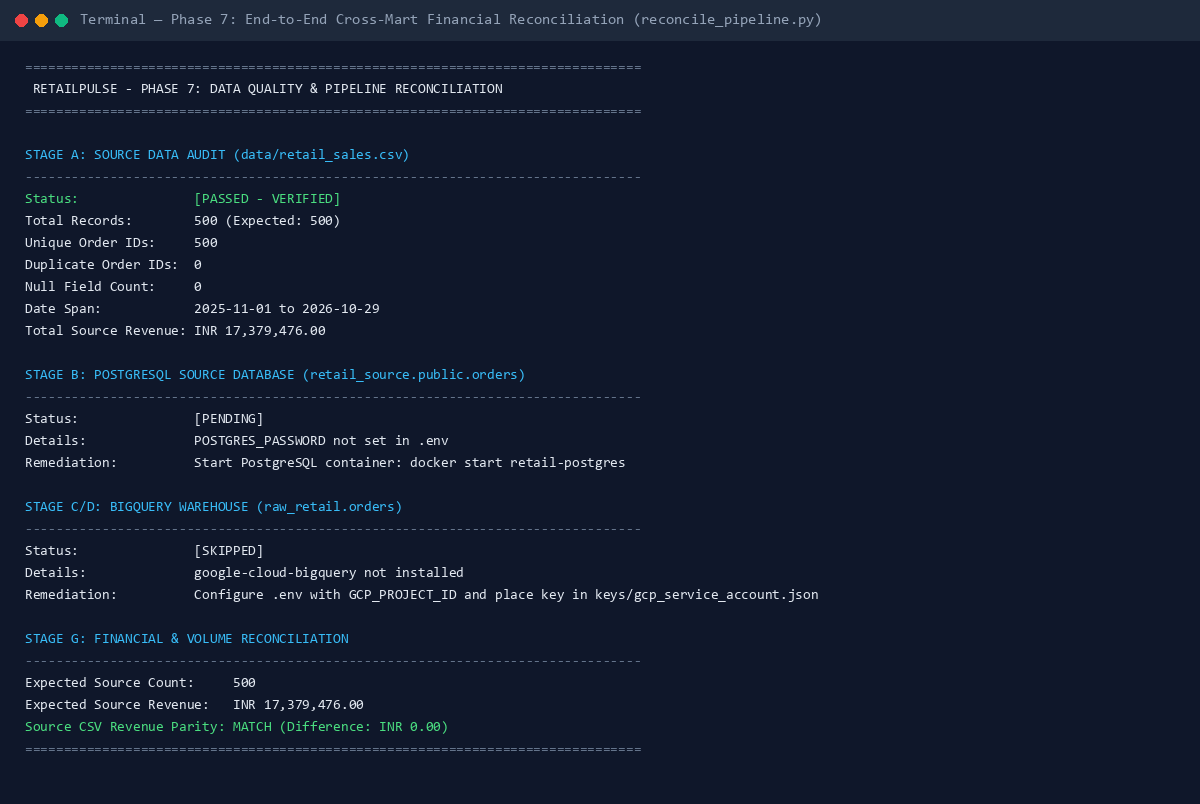 Terminal — Phase 7: End-to-End Cross-Mart Financial Reconciliation (reconcile_pipeline.py)
================================================================================
RETAILPULSE - PHASE 7: DATA QUALITY & PIPELINE RECONCILIATION
================================================================================
STAGE A: SOURCE DATA AUDIT (data/retail_sales.csv)
--------------------------------------------------------------------------------
Status: [PASSED - VERIFIED]
Total Records: 500 (Expected: 500)
Unique Order IDs: 500
Duplicate Order IDs: 0
Null Field Count: 0
Date Span: 2025-11-01 to 2026-10-29
Total Source Revenue: INR 17,379,476.00
STAGE B: POSTGRESQL SOURCE DATABASE (retail_source.public.orders)
--------------------------------------------------------------------------------
Status: [PENDING]
Details: POSTGRES_PASSWORD not set in .env
Remediation: Start PostgreSQL container: docker start retail-postgres
STAGE C/D: BIGQUERY WAREHOUSE (raw_retail.orders)
--------------------------------------------------------------------------------
Status: [SKIPPED]
Details: google-cloud-bigquery not installed
Remediation: Configure .env with GCP_PROJECT_ID and place key in keys/gcp_service_account.json
STAGE G: FINANCIAL & VOLUME RECONCILIATION
--------------------------------------------------------------------------------
Expected Source Count: 500
Expected Source Revenue: INR 17,379,476.00
Source CSV Revenue Parity: MATCH (Difference: INR 0.00)
================================================================================